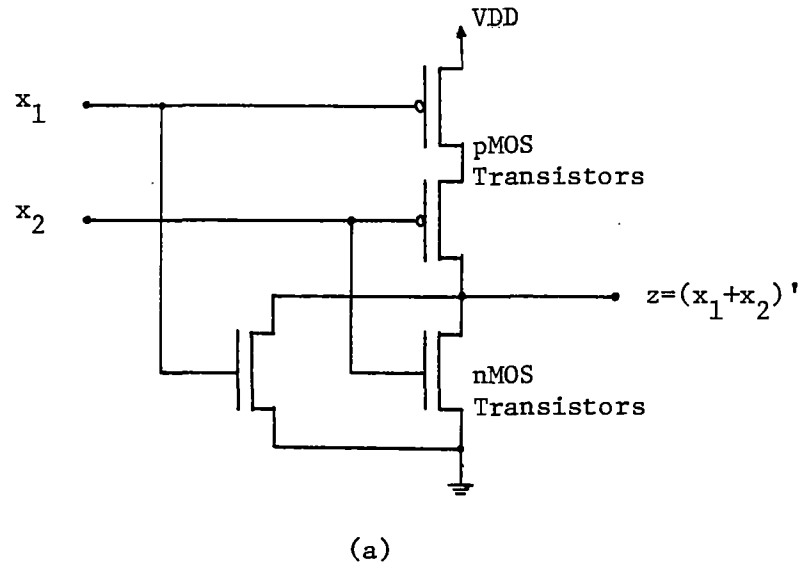 VDD
x1
pMOS
Transistors
x2
z=(x1+x2)'
nMOS
Transistors
(a)